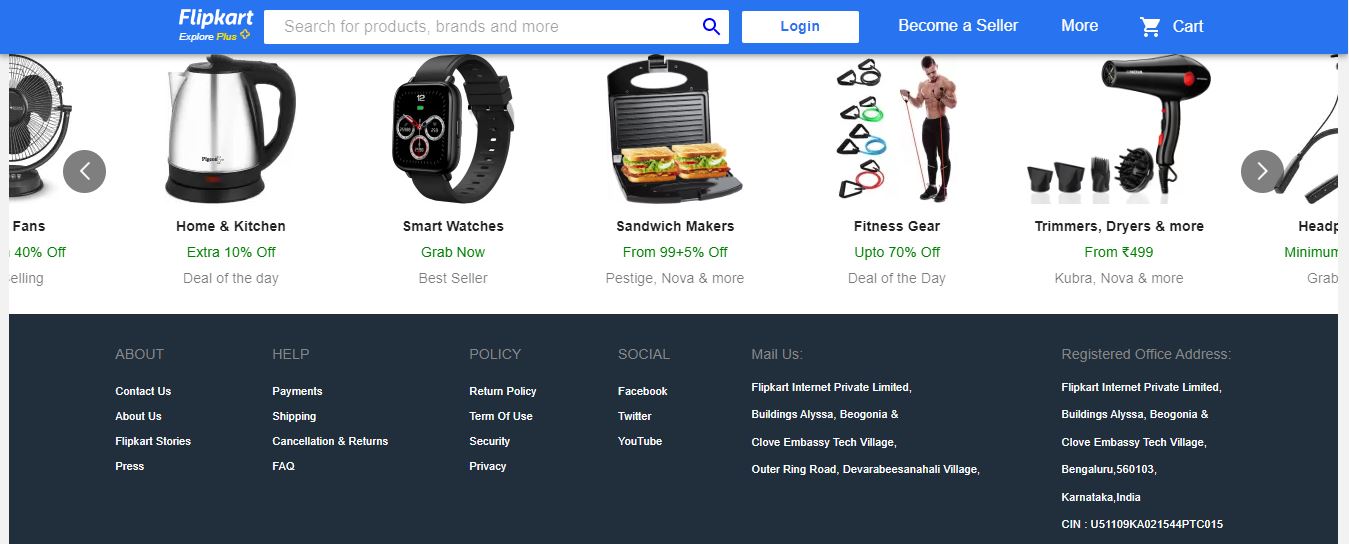 Flipkart
Explore Plus
Search for products, brands and more
Login
Become a Seller
More
Cart
Fans
40% Off
elling
Pigeon
Home & Kitchen
Extra 10% Off
Deal of the day
12
Smart Watches
Grab Now
Best Seller
Sandwich Makers
From 99+5% Off
Pestige, Nova & more
Fitness Gear
Upto 70% Off
Deal of the Day
Trimmers, Dryers & more
From ₹499
Kubra, Nova & more
Headp
Minimum
Grab
ABOUT
Contact Us
About Us
Flipkart Stories
Press
HELP
Payments
Shipping
Cancellation & Returns
FAQ
POLICY
Return Policy
Term Of Use
Security
Privacy
SOCIAL
Facebook
Twitter
YouTube
Mail Us:
Flipkart Internet Private Limited,
Buildings Alyssa, Beogonia &
Clove Embassy Tech Village,
Outer Ring Road, Devarabeesanahali Village,
Registered Office Address:
Flipkart Internet Private Limited,
Buildings Alyssa, Beogonia &
Clove Embassy Tech Village,
Bengaluru,560103,
Karnataka,India
CIN : U51109KA021544PTC015